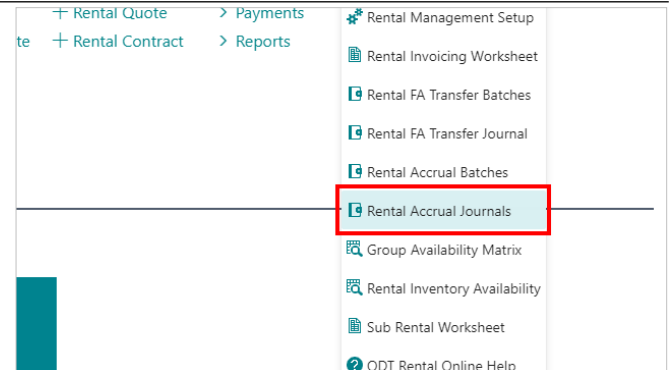 + Rental Quote
> Payments
te
+ Rental Contract
> Reports
Rental Management Setup
Rental Invoicing Worksheet
Rental FA Transfer Batches
Rental FA Transfer Journal
Rental Accrual Batches
Rental Accrual Journals
Group Availability Matrix
Rental Inventory Availability
Sub Rental Worksheet
ODT Rental Online Help